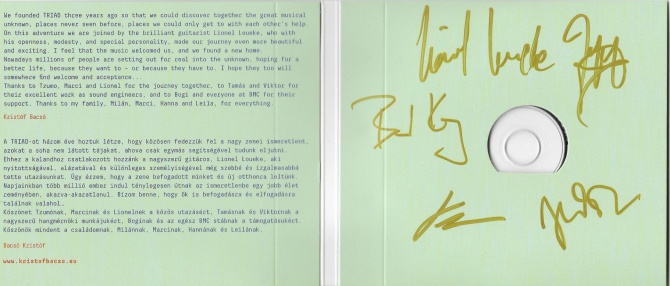 We founded TRIAD three years ago so that we could discover together the great musical
unknown, places never seen before, places we could only get to with each other's help.
On this adventure we are joined by the brilliant guitarist Lionel Loueke, who with
his openness, modesty, and special personality, made our journey even more beautiful
and exciting. I feel that the music welcomed us, and we found a new home.
Nowadays millions of people are setting out for real into the unknown, hoping for a
better life, because they want to - or because they have to. I hope they too will
somewhere find welcome and acceptance...
Thanks to Tzumo, Marci and Lionel for the journey together, to Tamás and Viktor for
their excellent work as sound engineers, and to Bogi and everyone at BMC for their
support. Thanks to my family, Milán, Marci, Hanna and Leila, for everything.
Kristóf Bacsó
A TRIAD-ot három éve hoztuk létre, hogy közösen fedezzük fel a nagy zenei ismeretlent,
azokat a soha nem látott tájakat, ahova csak egymás segítségével tudunk eljutni.
Ehhez a kalandhoz csatlakozott hozzánk a nagyszerű gitáros, Lionel Loueke, aki
nyitottságával, alázatával és különleges személyiségével még szebbé és izgalmasabbá
tette utazásunkat. Úgy érzem, hogy a zene befogadott minket és új otthonra leltünk.
Napjainkban több millió ember indul ténylegesen útnak az ismeretlenbe egy jobb élet
reményében, akarva-akaratlanul. Bízom benne, hogy ők is befogadásra és elfogadásra
találnak valahol…
Köszönet Tzumónak, Marcinak és Lionelnek a közös utazásért, Tamásnak és Viktornak a
nagyszerű hangmérnöki munkájukért, Boginak és az egész BMC stábnak a támogatásukért.
Köszönök mindent a családomnak, Milánnak, Marcinak, Hannának és Leilának.
Bacsó Kristóf
www.kristofbacso.eu
Lionel Loueke